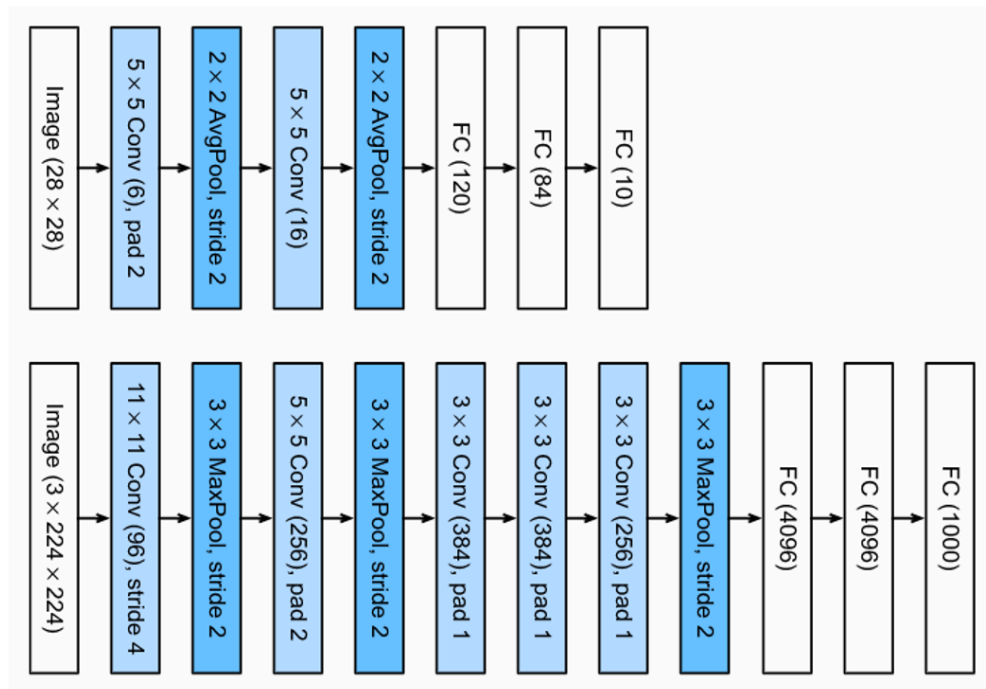 Image (28 × 28)
5 × 5 Conv (6), pad 2
2 × 2 AvgPool, stride 2
5 × 5 Conv (16)
2 × 2 AvgPool, stride 2
FC (120)
FC (84)
FC (10)
Image (3 × 224 × 224)
11 × 11 Conv (96), stride 4
3 × 3 MaxPool, stride 2
5 × 5 Conv (256), pad 2
3 × 3 MaxPool, stride 2
3 × 3 Conv (384), pad 1
3 × 3 Conv (384), pad 1
3 × 3 Conv (256), pad 1
3 × 3 MaxPool, stride 2
FC (4096)
FC (4096)
FC (1000)